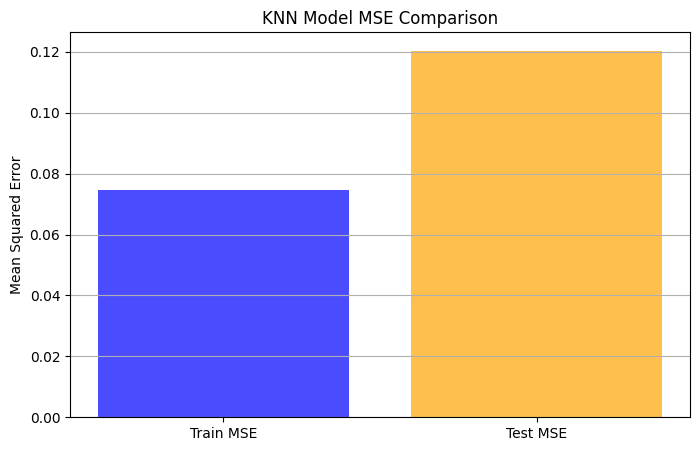 KNN Model MSE Comparison
Mean Squared Error
0.12
0.10
0.08
0.06
0.04
0.02
0.00
Train MSE
Test MSE